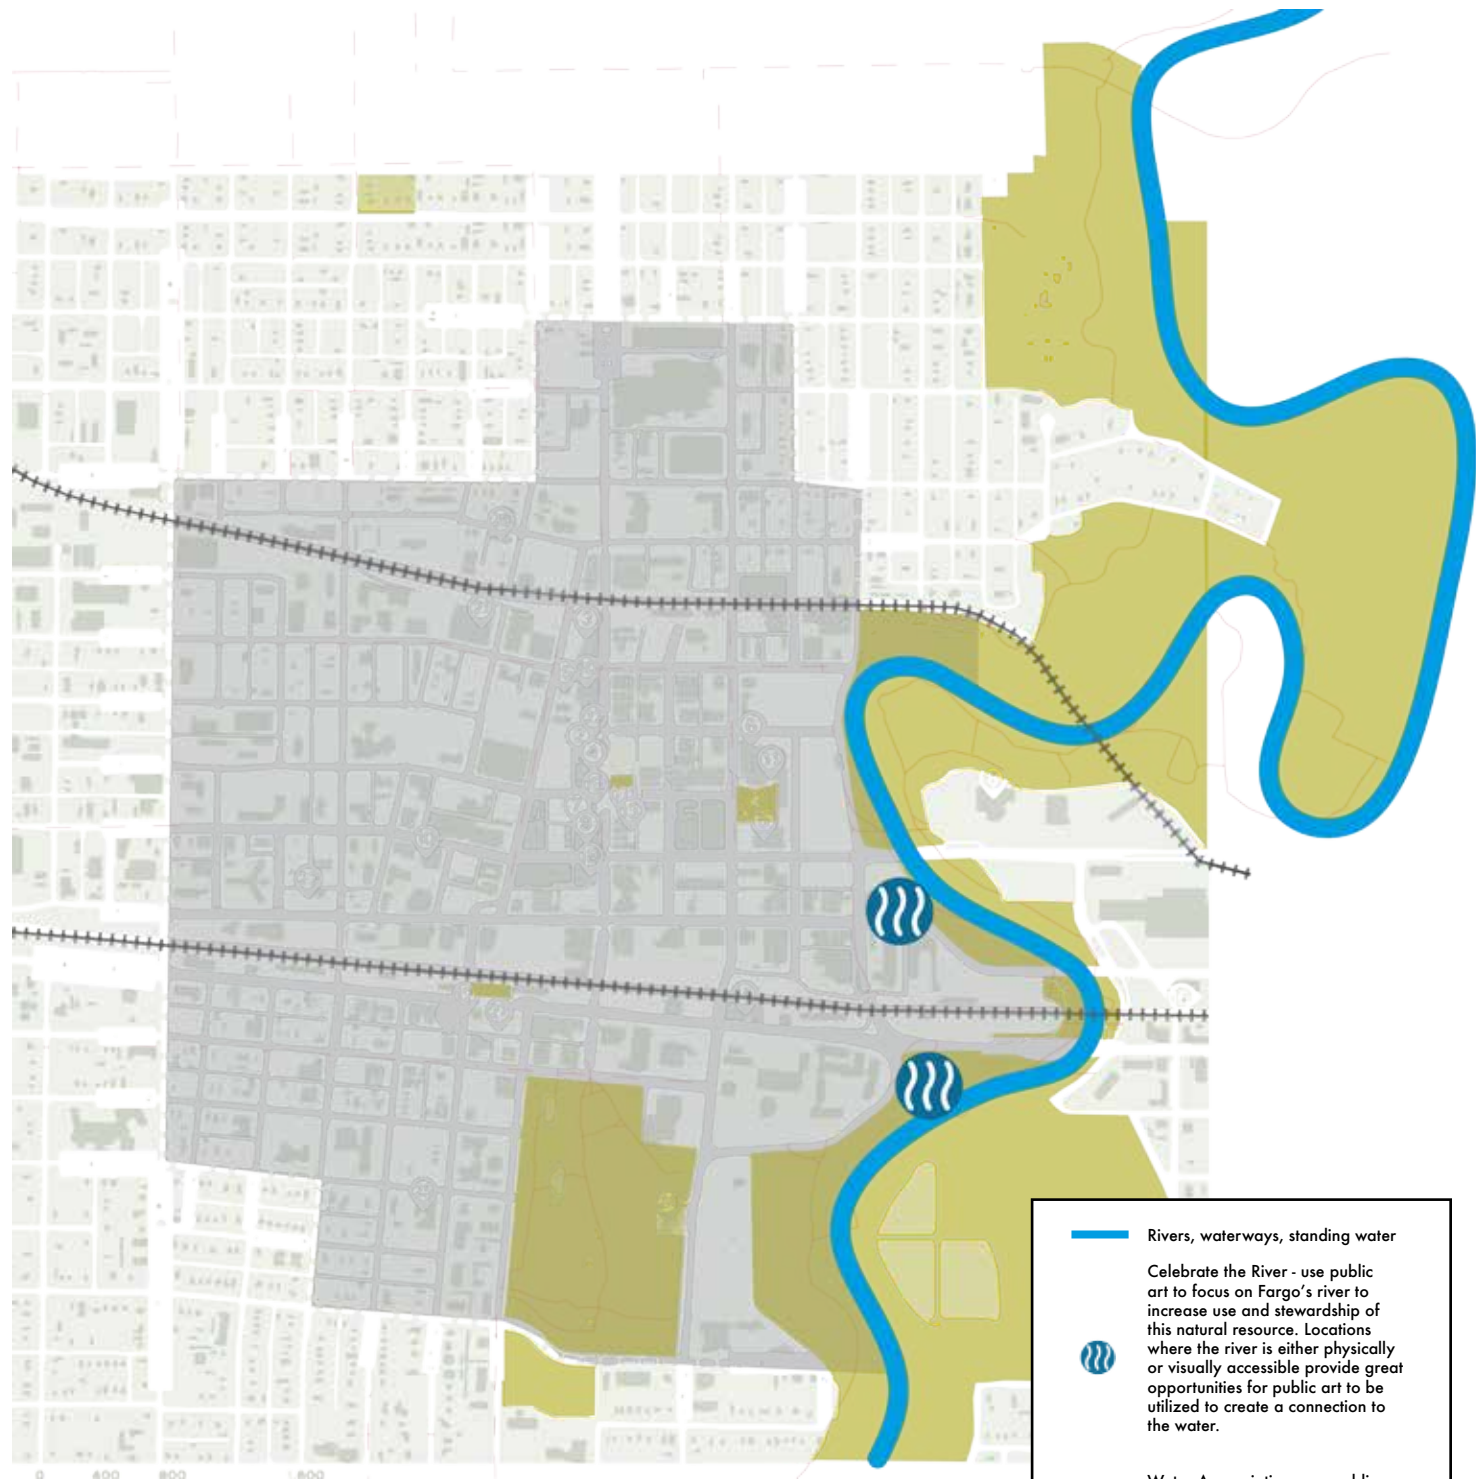 Rivers, waterways, standing water
Celebrate the River - use public
art to focus on Fargo's river to
increase use and stewardship of
this natural resource. Locations
where the river is either physically
or visually accessible provide great
opportunities for public art to be
utilized to create a connection to
the water.
0 400 800 1,600